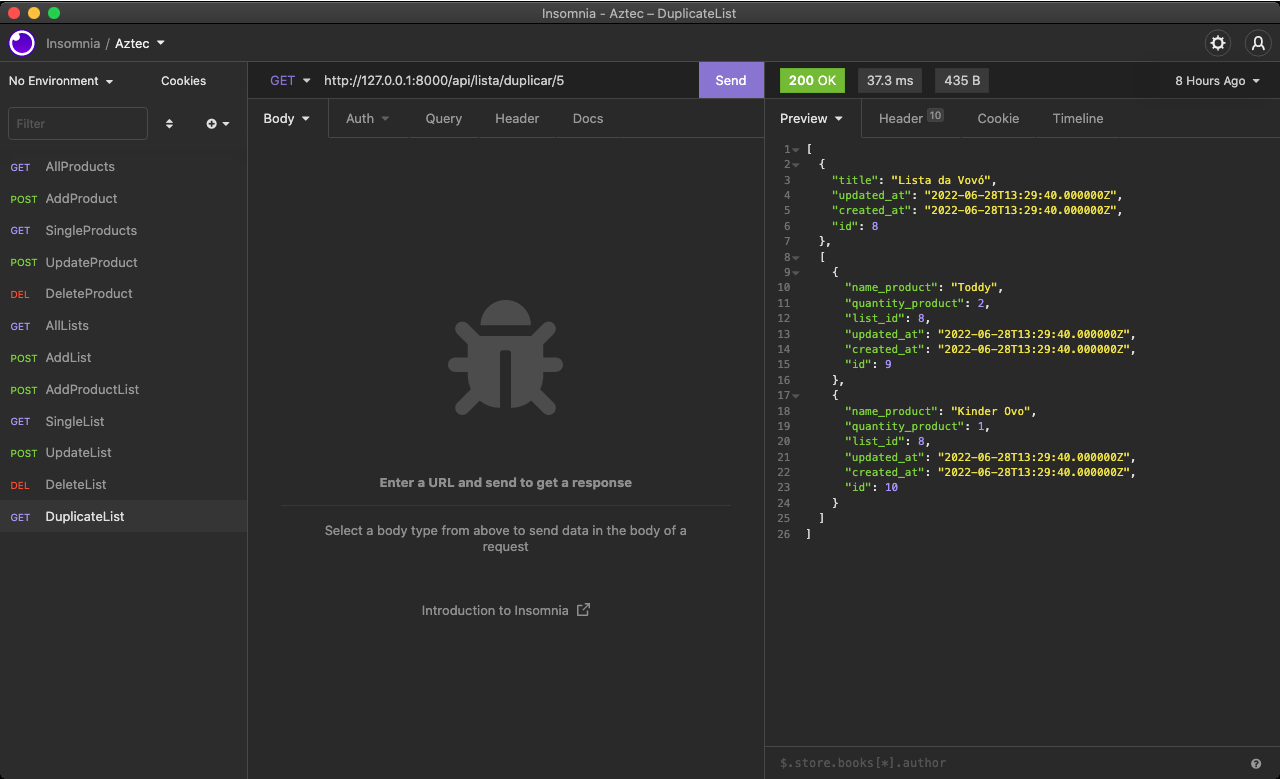 Insomnia - Aztec – DuplicateList
Insomnia / Aztec
No Environment
Cookies
Filter
GET AllProducts
POST AddProduct
GET SingleProducts
POST UpdateProduct
DEL DeleteProduct
GET AllLists
POST AddList
POST AddProductList
GET SingleList
POST UpdateList
DEL DeleteList
GET DuplicateList
GET http://127.0.0.1:8000/api/lista/duplicar/5 Send
Body Auth Query Header Docs
Enter a URL and send to get a response
Select a body type from above to send data in the body of a
request
Introduction to Insomnia
200 OK 37.3 ms 435 B 8 Hours Ago
Preview Header 10 Cookie Timeline
1 [
2 {
3 "title": "Lista da Vovó",
4 "updated_at": "2022-06-28T13:29:40.000000Z",
5 "created_at": "2022-06-28T13:29:40.000000Z",
6 "id": 8
7 },
8 [
9 {
10 "name_product": "Toddy",
11 "quantity_product": 2,
12 "list_id": 8,
13 "updated_at": "2022-06-28T13:29:40.000000Z",
14 "created_at": "2022-06-28T13:29:40.000000Z",
15 "id": 9
16 },
17 {
18 "name_product": "Kinder Ovo",
19 "quantity_product": 1,
20 "list_id": 8,
21 "updated_at": "2022-06-28T13:29:40.000000Z",
22 "created_at": "2022-06-28T13:29:40.000000Z",
23 "id": 10
24 }
25 ]
26 ]
$.store.books[*].author